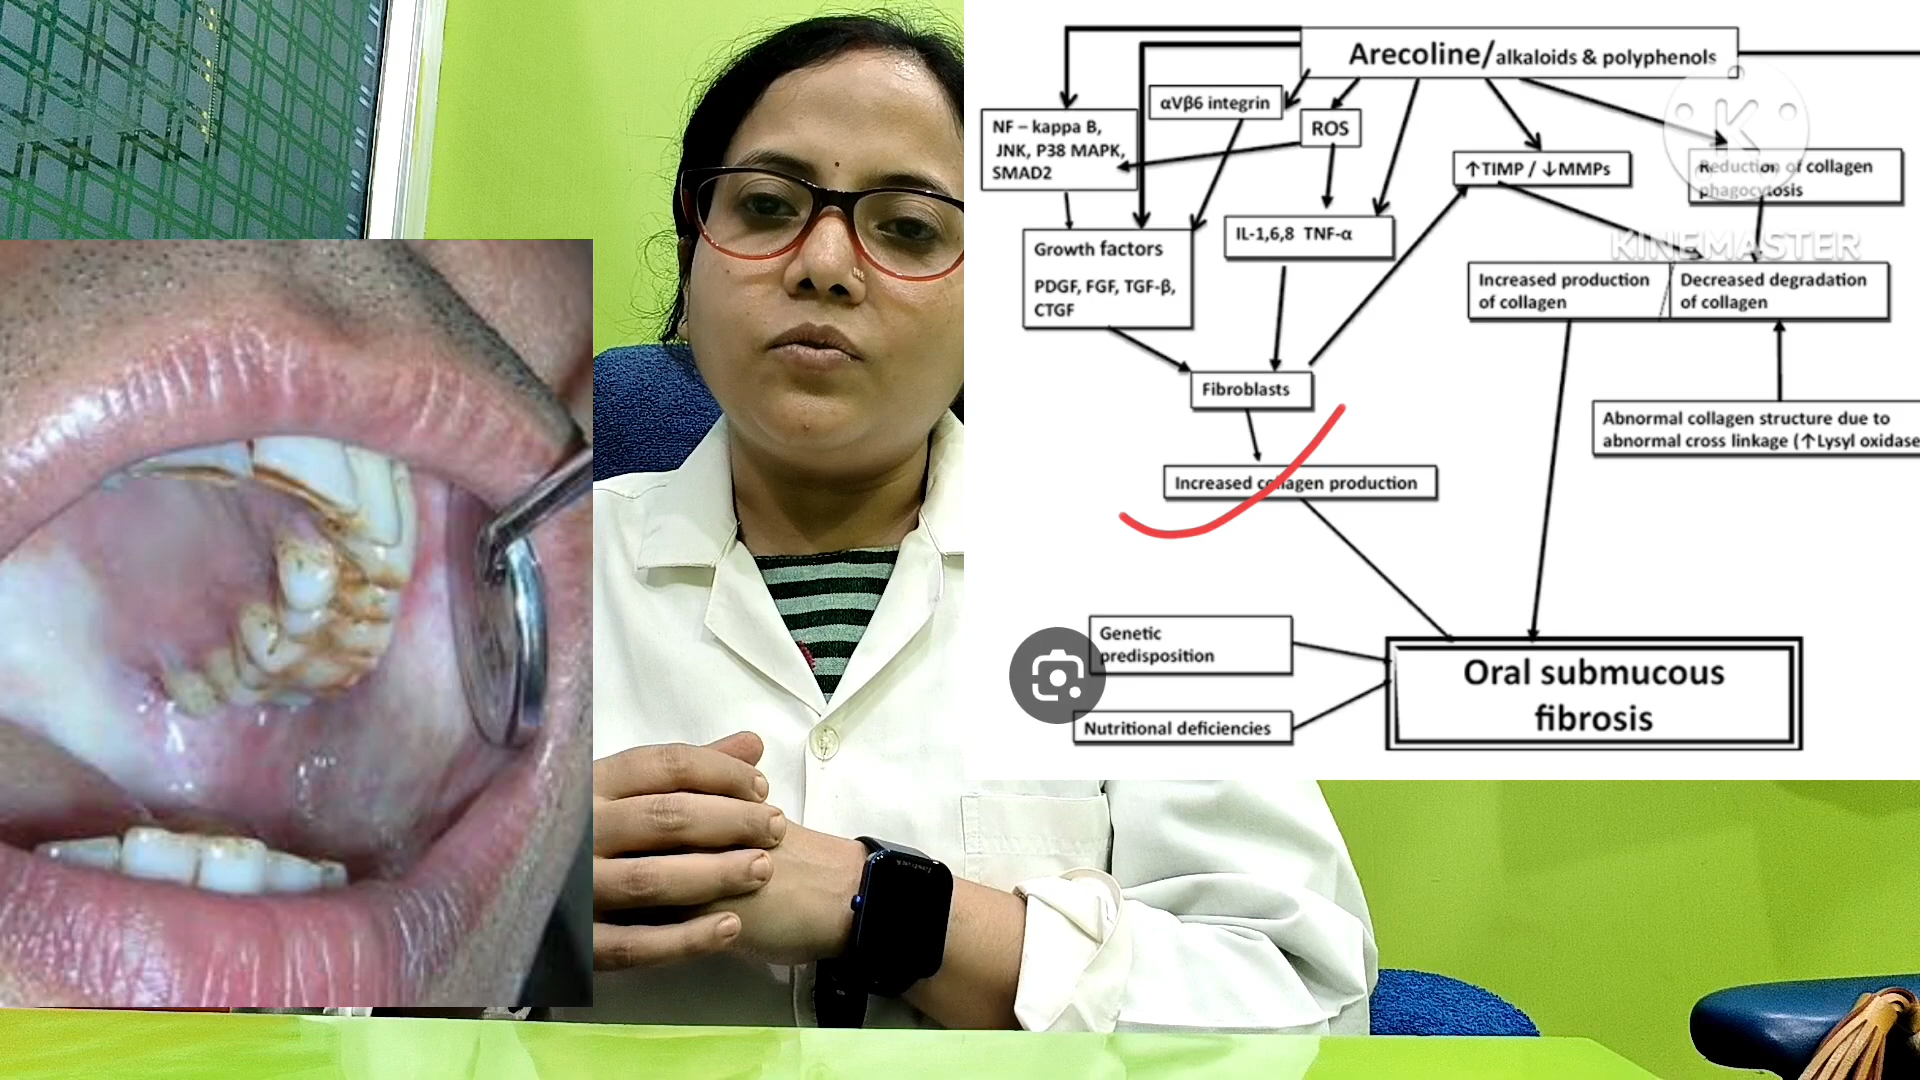 Arecoline/alkaloids & polyphenols
αVβ6 integrin
ROS
NF – kappa B,
JNK, P38 MAPK,
SMAD2
↑TIMP / ↓MMPs
Reduction of collagen
phagocytosis
KINEMASTER
Growth factors
PDGF, FGF, TGF-β,
CTGF
IL-1,6,8 TNF-α
Increased production
of collagen
Decreased degradation
of collagen
Fibroblasts
Abnormal collagen structure due to
abnormal cross linkage (↑Lysyl oxidase
Increased collagen production
Genetic
predisposition
Nutritional deficiencies
Oral submucous
fibrosis